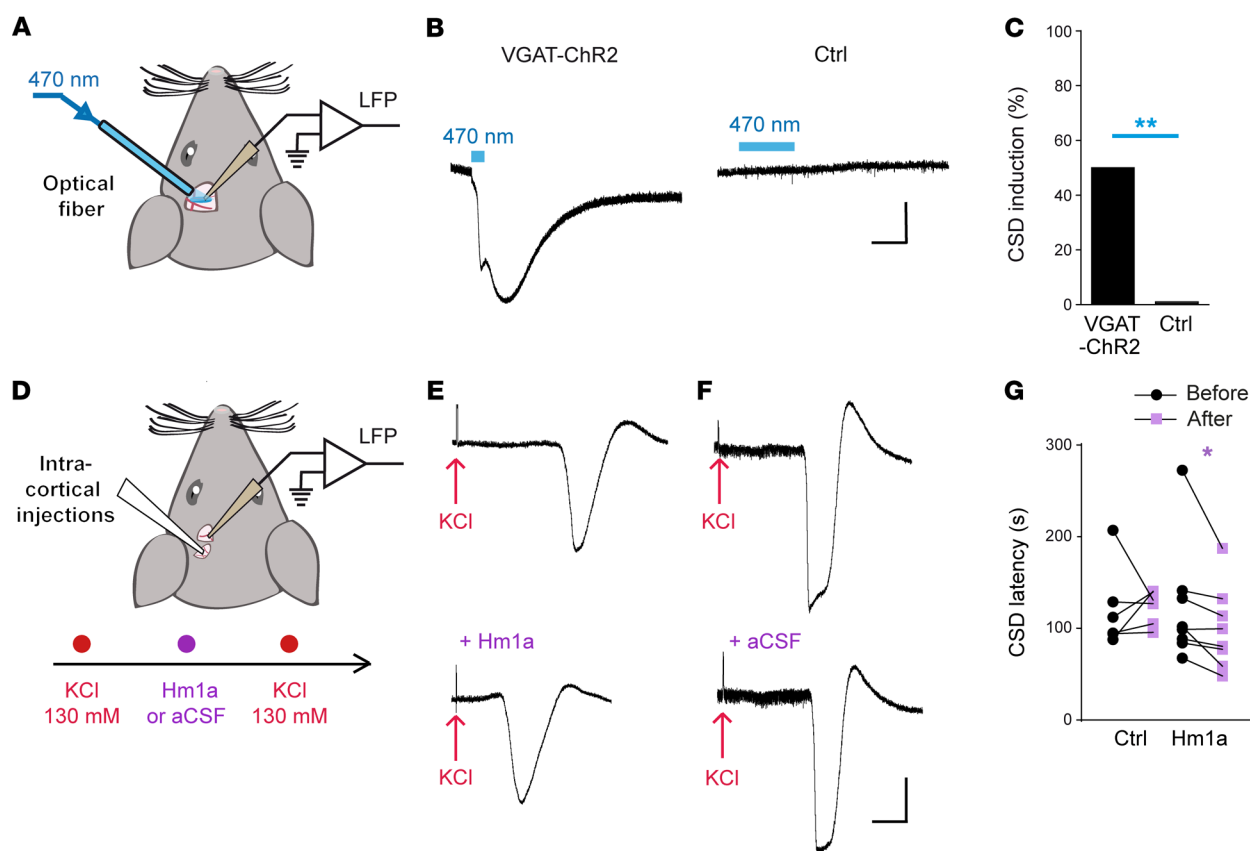 A
470 nm
LFP
Optical
fiber
B
VGAT-ChR2
Ctrl
470 nm
470 nm
C
CSD induction (%)
100
80
60
40
20
0
**
VGAT
-ChR2
Ctrl
D
LFP
Intra-
cortical
injections
KCl
130 mM
Hm1a
or aCSF
KCl
130 mM
E
KCl
+ Hm1a
KCl
F
KCl
+ aCSF
KCl
G
Before
After
*
CSD latency (s)
300
200
100
0
Ctrl
Hm1a